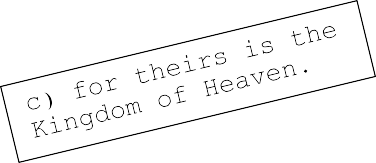 c) for theirs is the
Kingdom of Heaven.